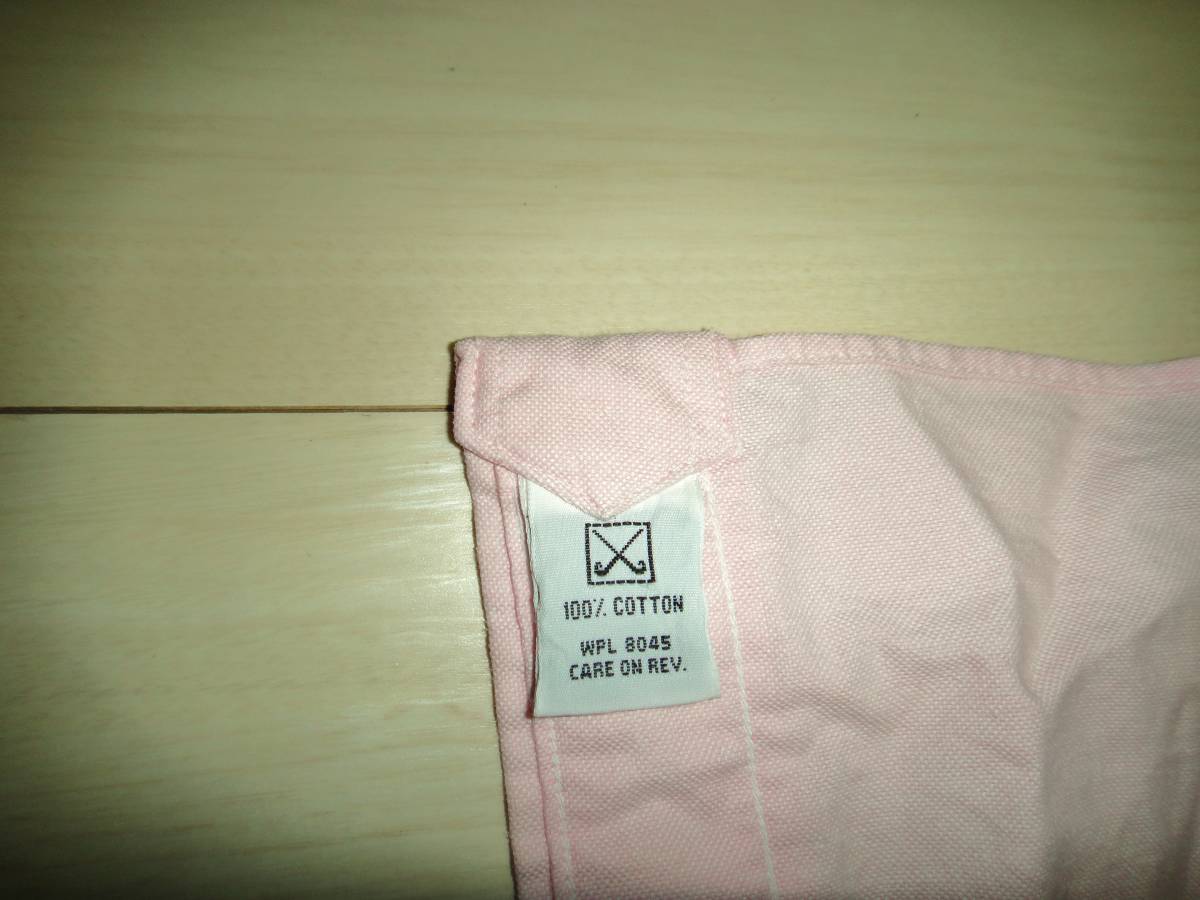 100% COTTON
WPL 8045
CARE ON REV.